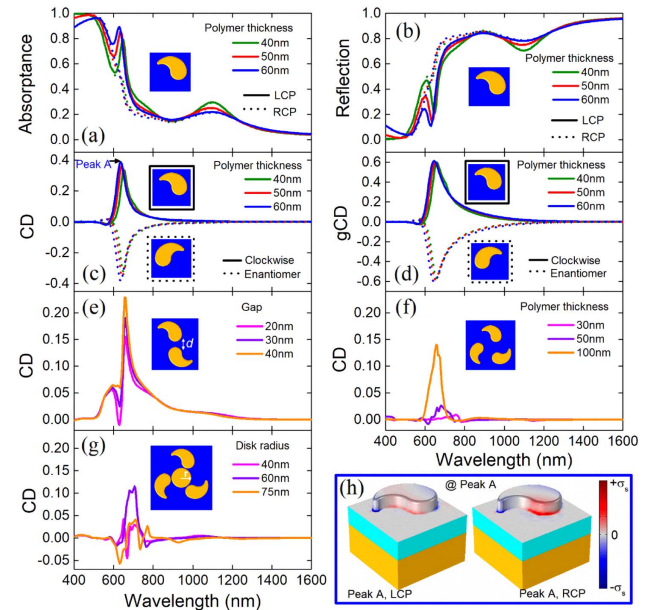 Absorptance
1.0
0.8
0.6
0.4
0.2
0.0
Polymer thickness
40nm
50nm
60nm
LCP
RCP
(a)
Reflection
1.0
0.8
0.6
0.4
0.2
0.0
(b)
Polymer thickness
40nm
50nm
60nm
LCP
RCP
CD
0.4
0.2
0.0
-0.2
-0.4
Peak A
Polymer thickness
40nm
50nm
60nm
(c)
Clockwise
Enantiomer
gCD
0.6
0.4
0.2
0.0
-0.2
-0.4
-0.6
Polymer thickness
40nm
50nm
60nm
(d)
Clockwise
Enantiomer
CD
0.20
0.15
0.10
0.05
0.00
(e)
Gap
20nm
30nm
40nm
d
CD
0.20
0.15
0.10
0.05
0.00
(f)
Polymer thickness
30nm
50nm
100nm
400 600 800 1000 1200 1400 1600
Wavelength (nm)
CD
0.20
0.15
0.10
0.05
0.00
-0.05
(g)
Disk radius
40nm
60nm
75nm
r
400 600 800 1000 1200 1400 1600
Wavelength (nm)
(h)
@ Peak A
+σs
0
-σs
Peak A, LCP
Peak A, RCP